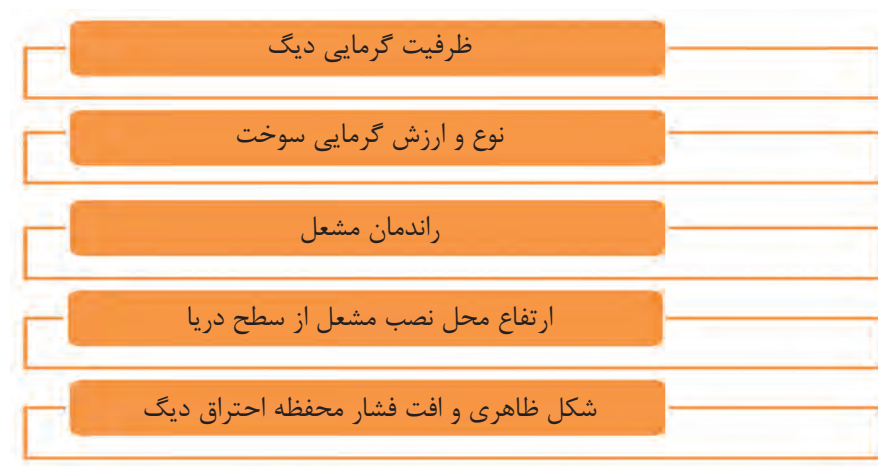 ظرفیت گرمایی دیگ
نوع و ارزش گرمایی سوخت
راندمان مشعل
ارتفاع محل نصب مشعل از سطح دریا
شکل ظاهری و افت فشار محفظه احتراق دیگ